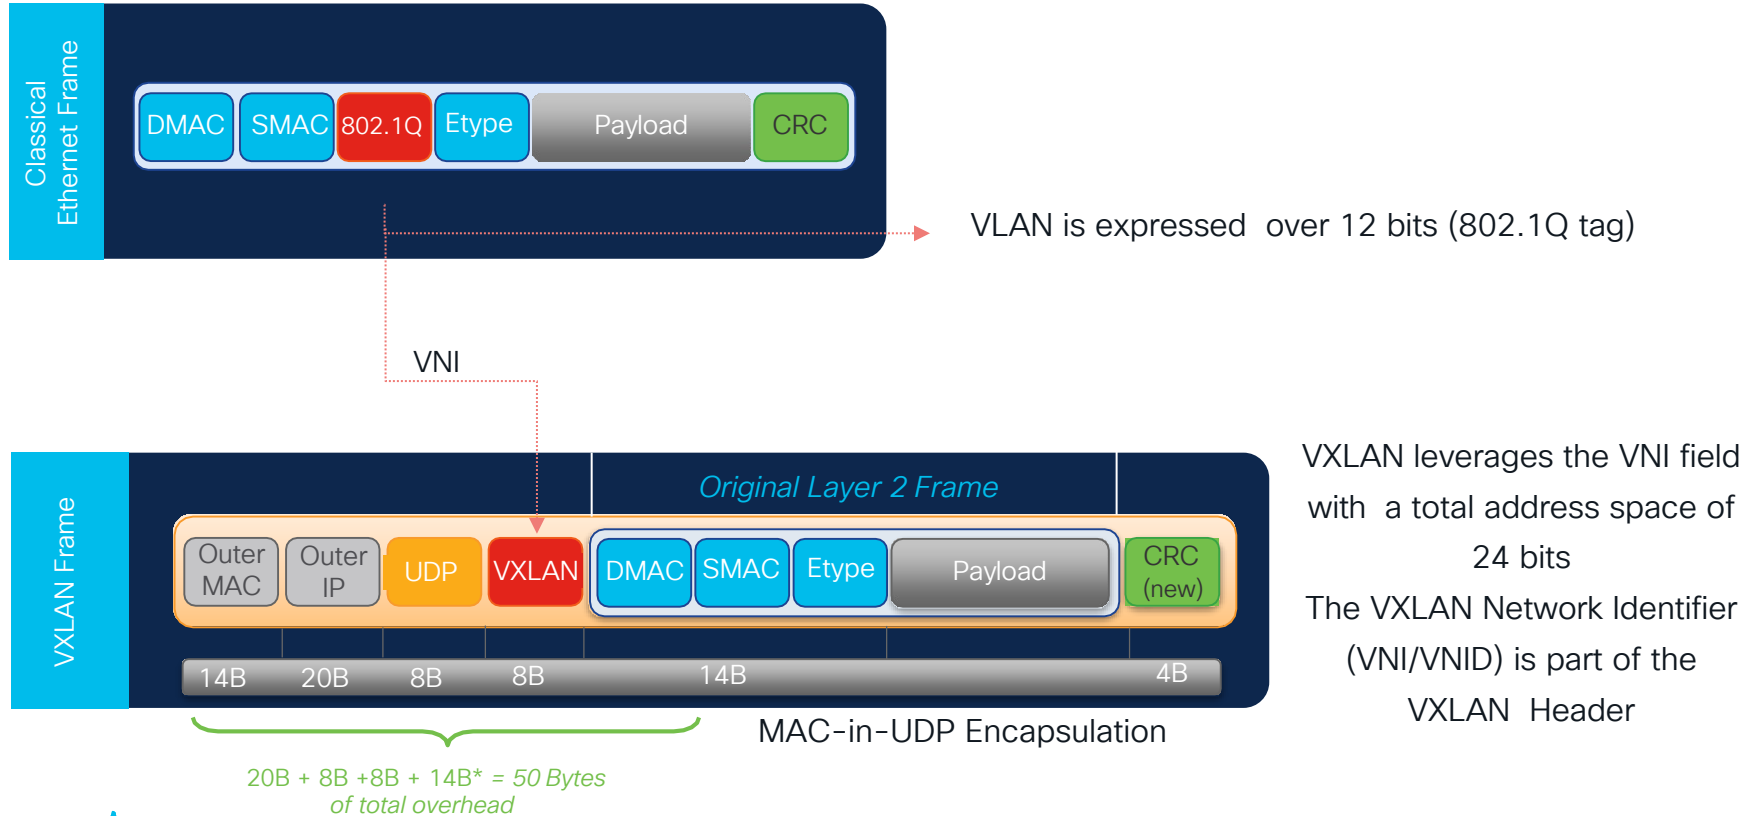 Classical
Ethernet Frame
DMAC SMAC 802.1Q Etype Payload CRC
VLAN is expressed over 12 bits (802.1Q tag)
VNI
VXLAN Frame
Original Layer 2 Frame
Outer MAC
Outer IP
UDP
VXLAN
DMAC SMAC Etype Payload
CRC (new)
14B 20B 8B 8B 14B 4B
MAC-in-UDP Encapsulation
20B + 8B +8B + 14B* = 50 Bytes
of total overhead
VXLAN leverages the VNI field
with a total address space of
24 bits
The VXLAN Network Identifier
(VNI/VNID) is part of the
VXLAN Header